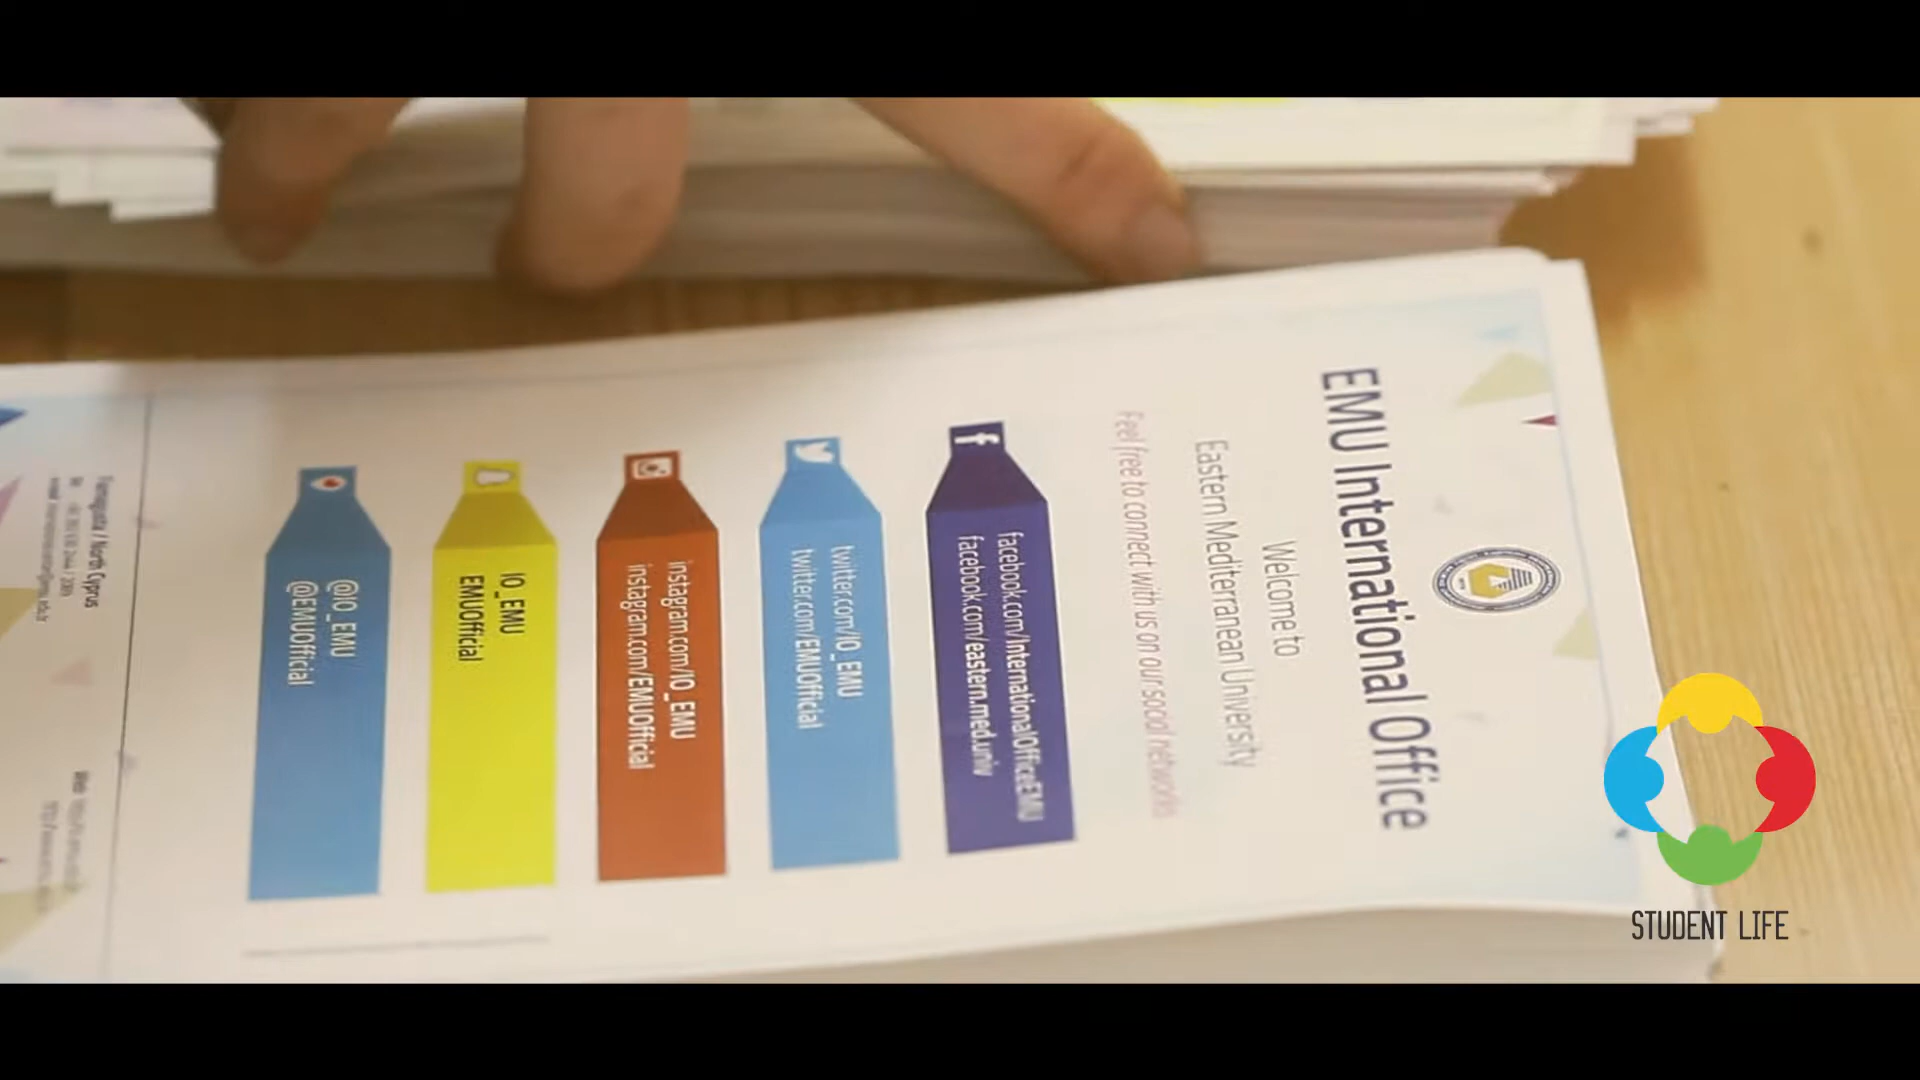 EMU International Office
Welcome to
Eastern Mediterranean University
Feel free to connect with us on our social networks
facebook.com/InternationalOfficeEMU
facebook.com/eastern.med.univ
twitter.com/IO_EMU
twitter.com/EMUOfficial
instagram.com/IO_EMU
instagram.com/EMUOfficial
IO_EMU
EMUOfficial
@IO_EMU
@EMUOfficial
Famagusta / North Cyprus
STUDENT LIFE